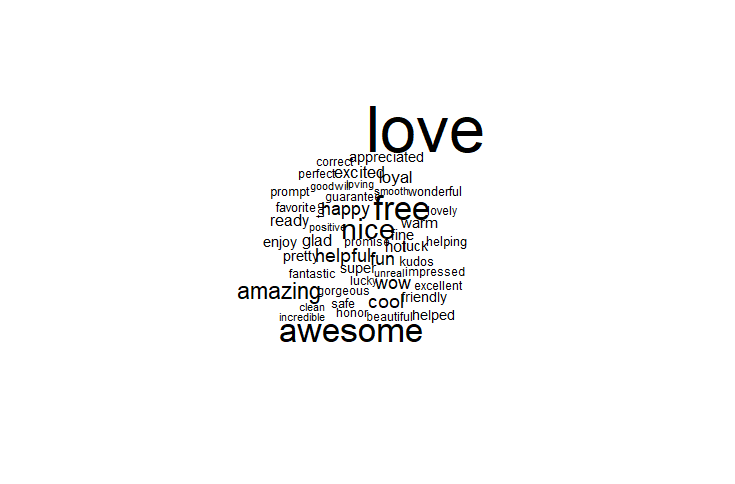 love
correct appreciated
perfect excited loyal
goodwill loving
prompt guarantee smooth wonderful
favorite happy free lovely
ready positive nice fine warm
enjoy glad promise hot luck helping
pretty helpful fun kudos
fantastic super unreal impressed
amazing gorgeous lucky wow excellent
clean safe cool friendly
incredible honor beautiful helped
awesome